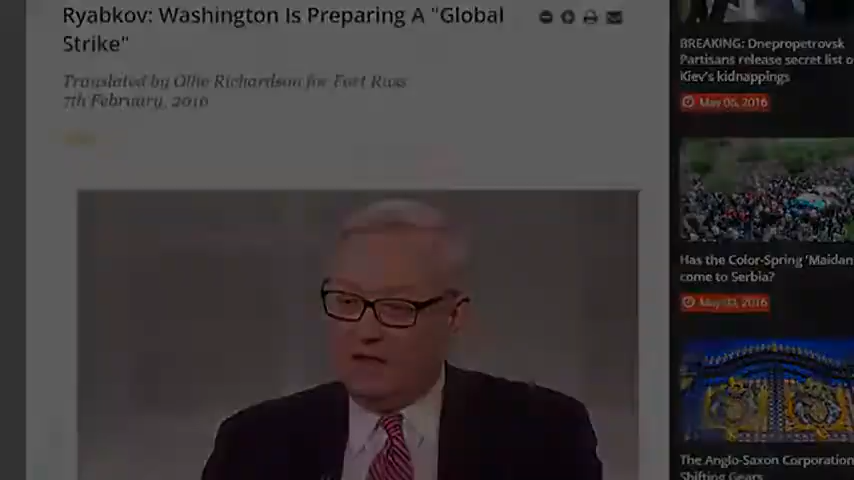 Ryabkov: Washington Is Preparing A "Global
Strike"
Translated by Ollie Richardson for Fort Russ
7th February, 2016
BREAKING: Dnepropetrovsk
Partisans release secret list o
Kiev's kidnappings
May 06, 2016
Has the Color-Spring 'Maidan
come to Serbia?
May 03, 2016
The Anglo-Saxon Corporation
Shifting Gears